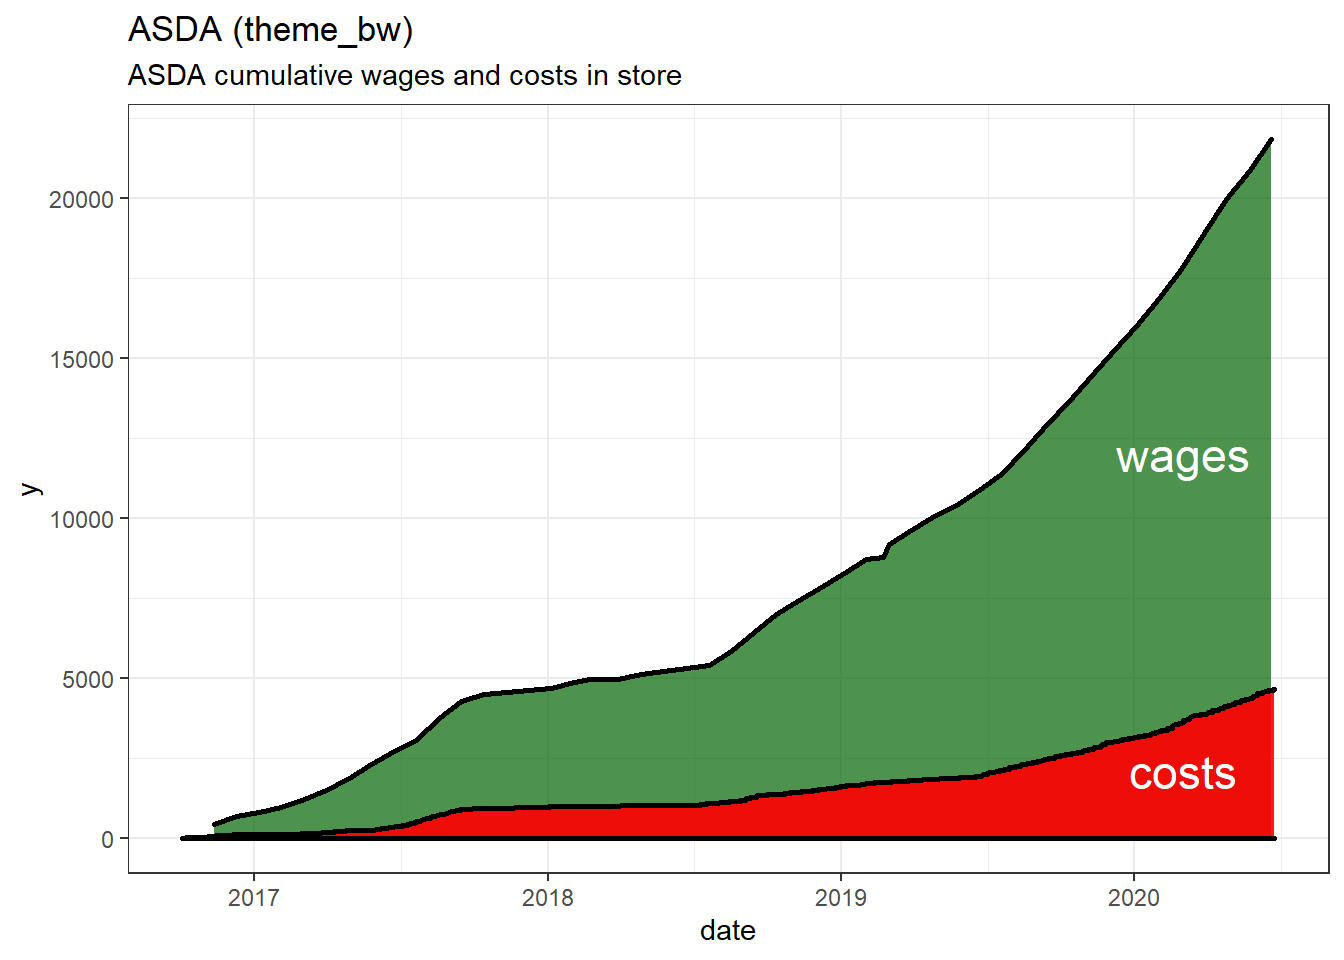 ASDA (theme_bw)
ASDA cumulative wages and costs in store
20000
15000
10000
5000
0
y
wages
costs
2017 2018 2019 2020
date